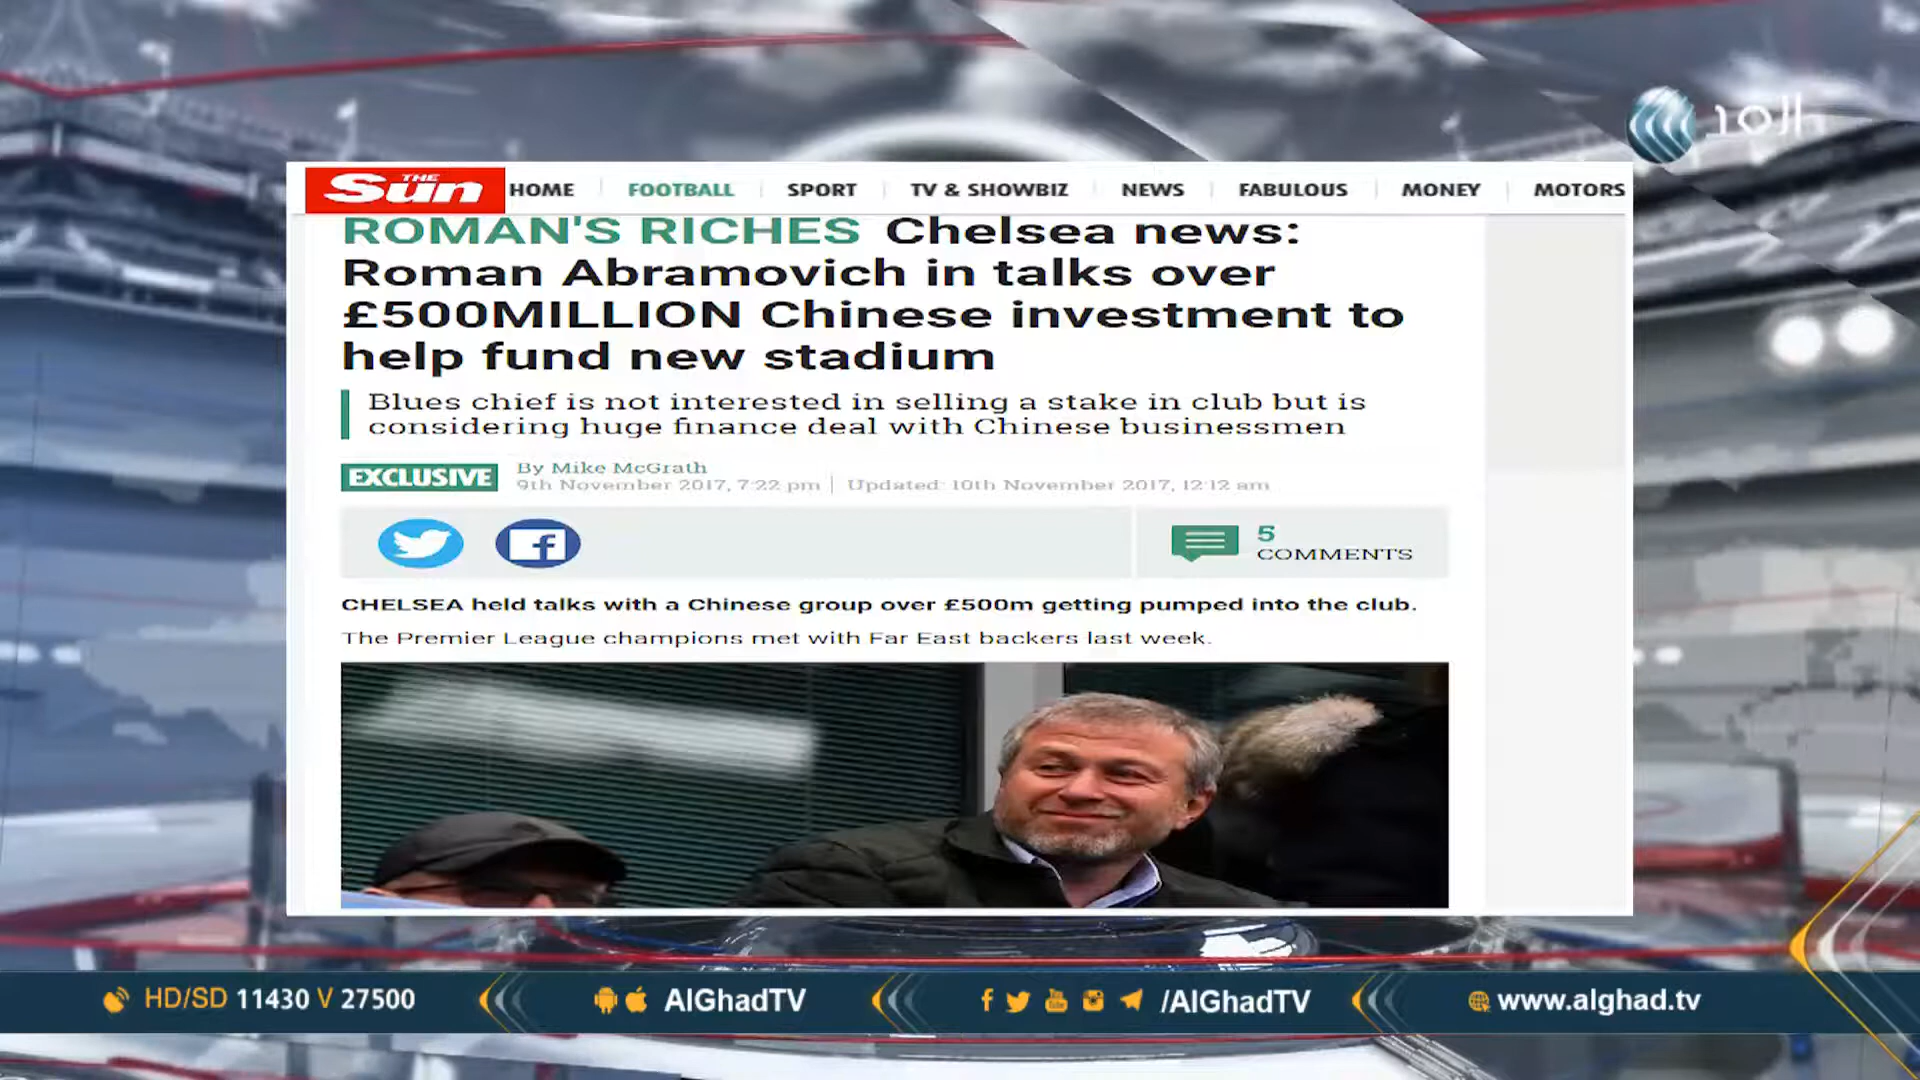 الغد
THE Sun HOME FOOTBALL SPORT TV & SHOWBIZ NEWS FABULOUS MONEY MOTORS
ROMAN'S RICHES Chelsea news:
Roman Abramovich in talks over
£500MILLION Chinese investment to
help fund new stadium
Blues chief is not interested in selling a stake in club but is
considering huge finance deal with Chinese businessmen
EXCLUSIVE By Mike McGrath
9th November 2017, 7:22 pm Updated: 10th November 2017, 12:12 am
5
COMMENTS
CHELSEA held talks with a Chinese group over £500m getting pumped into the club.
The Premier League champions met with Far East backers last week.
HD/SD 11430 V 27500 AlGhadTV /AlGhadTV www.alghad.tv